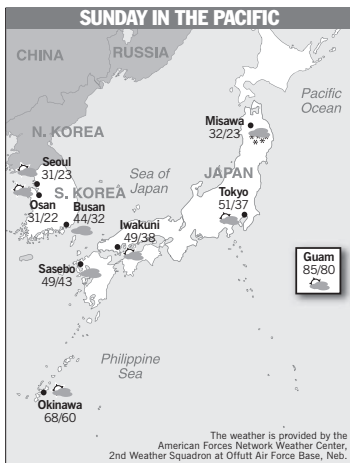 SUNDAY IN THE PACIFIC
CHINA
RUSSIA
Pacific
Ocean
Misawa
32/23
N. KOREA
Seoul
31/23
Sea of
Japan
JAPAN
S. KOREA
Osan
31/22
Busan
44/32
Tokyo
51/37
Iwakuni
49/38
Guam
85/80
Sasebo
49/43
Philippine
Sea
Okinawa
68/60
The weather is provided by the
American Forces Network Weather Center,
2nd Weather Squadron at Offutt Air Force Base, Neb.